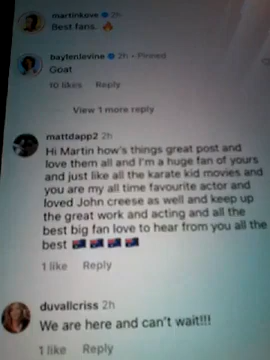 martinkove 2h
Best fans.. 🔥
baylenlevine 2h • Pinned
Goat
10 likes Reply
View 1 more reply
mattdapp2 2h
Hi Martin how's things great post and
love them all and I'm a huge fan of yours
and just like all the karate kid movies and
you are my all time favourite actor and
loved John creese as well and keep up
the great work and acting and all the
best big fan love to hear from you all the
best 🇦🇺 🇦🇺 🇦🇺 🇦🇺
1 like Reply
duvallcriss 2h
We are here and can't wait!!!
1 like Reply